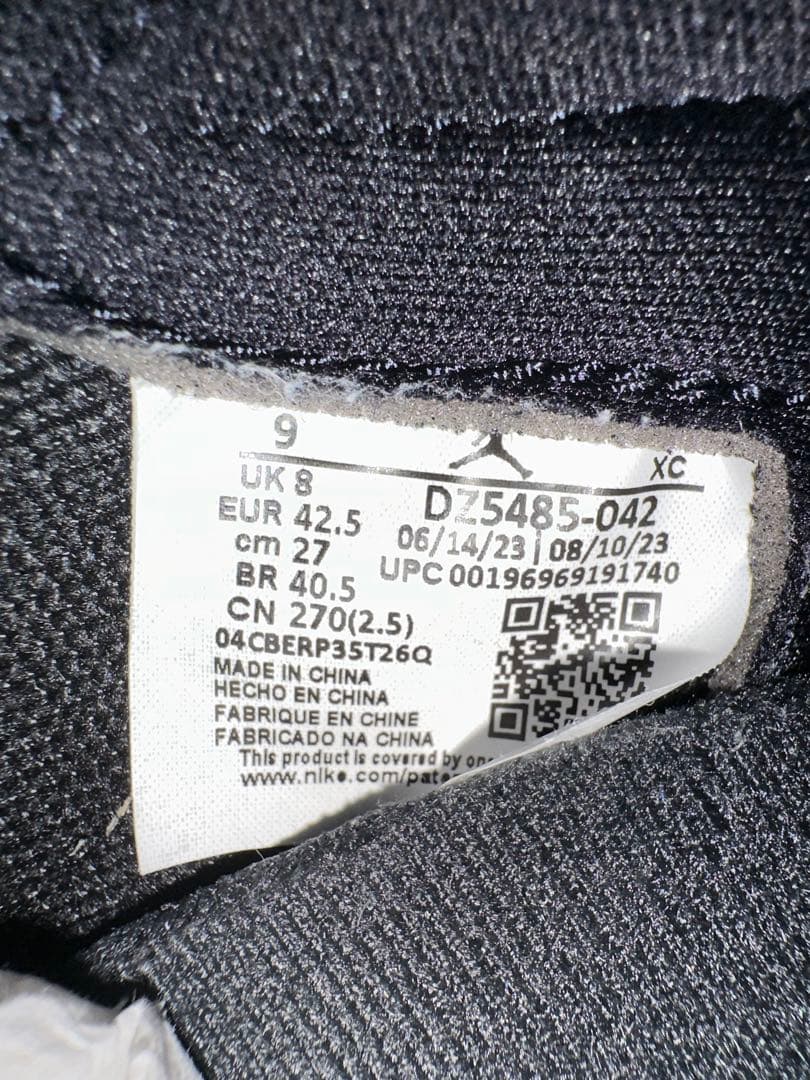 9
XC
UK 8
EUR 42.5
cm 27
BR 40.5
CN 270(2.5)
DZ5485-042
06/14/23 | 08/10/23
UPC 00196969191740
04CBERP35T26Q
MADE IN CHINA
HECHO EN CHINA
FABRIQUE EN CHINE
FABRICADO NA CHINA
This product is covered by
www.nike.com/pate